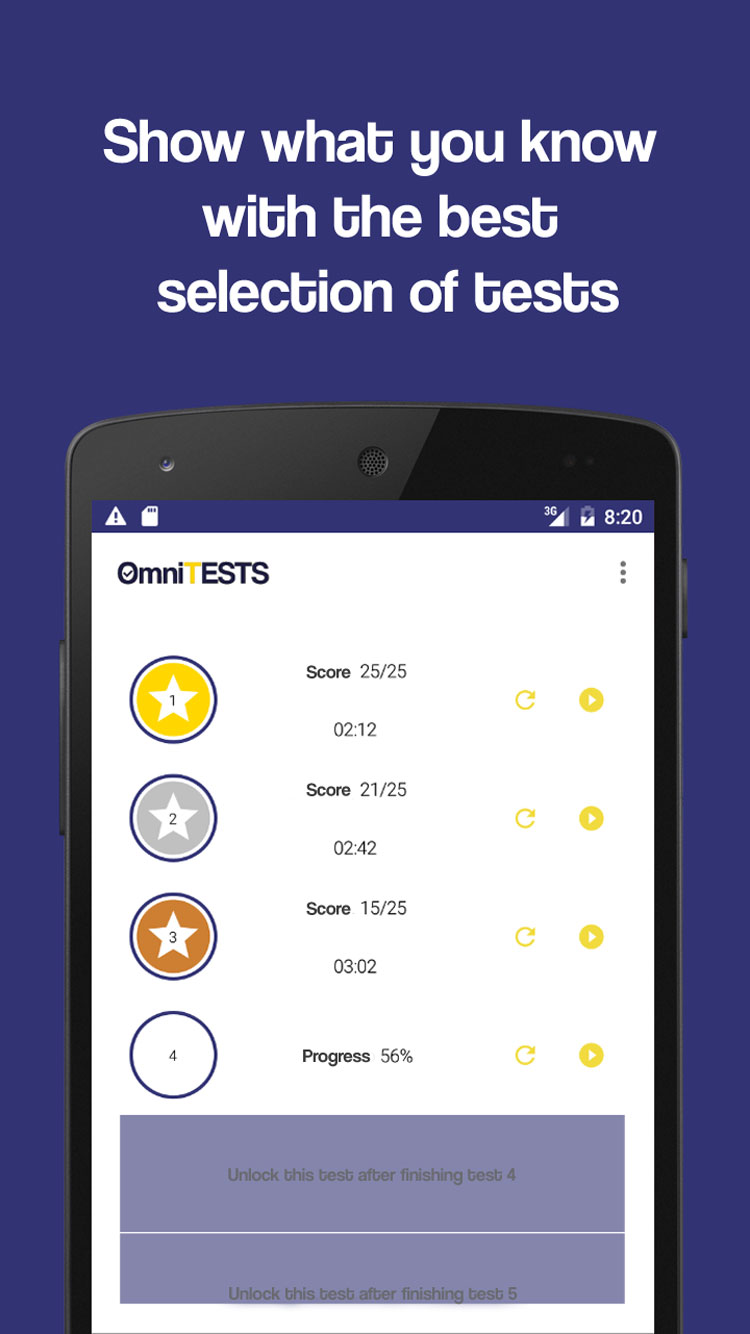 Show what you know
with the best
selection of tests
3G 8:20
OmniTESTS
1
Score 25/25
02:12
2
Score 21/25
02:42
3
Score 15/25
03:02
4
Progress 56%
Unlock this test after finishing test 4
Unlock this test after finishing test 5